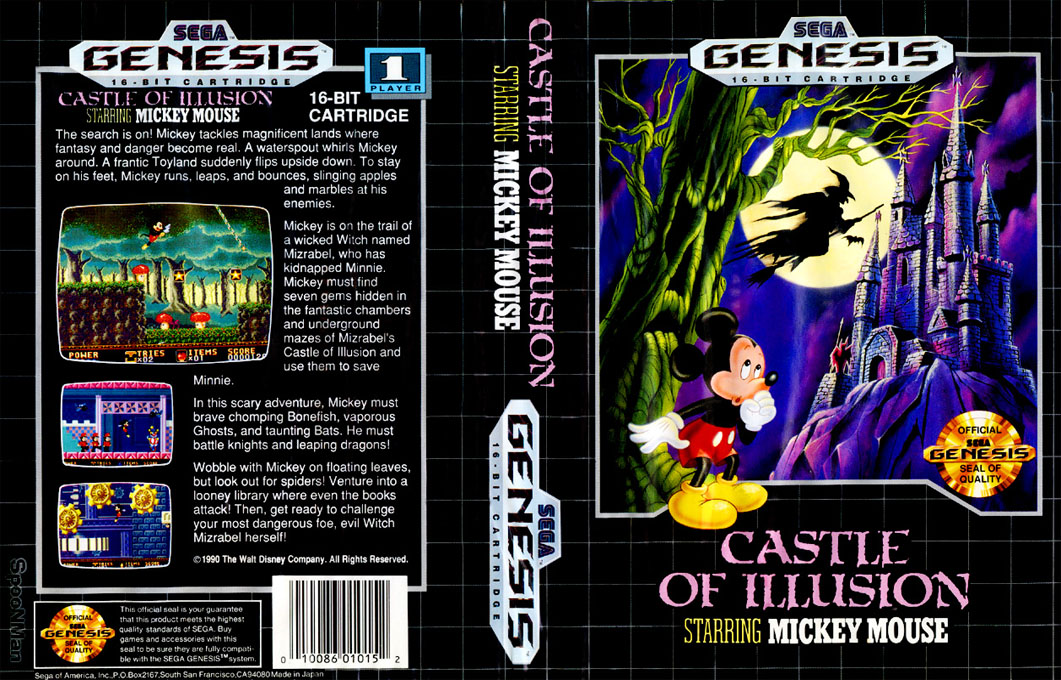 SEGA™
GENESIS
16-BIT CARTRIDGE
1
PLAYER
CASTLE OF ILLUSION
STARRING MICKEY MOUSE
16-BIT
CARTRIDGE
The search is on! Mickey tackles magnificent lands where
fantasy and danger become real. A waterspout whirls Mickey
around. A frantic Toyland suddenly flips upside down. To stay
on his feet, Mickey runs, leaps, and bounces, slinging apples
and marbles at his
enemies.
Mickey is on the trail of
a wicked Witch named
Mizrabel, who has
kidnapped Minnie.
Mickey must find
seven gems hidden in
the fantastic chambers
and underground
mazes of Mizrabel's
Castle of Illusion and
use them to save
Minnie.
POWER TRIES ITEMS SCORE
x02 x01
In this scary adventure, Mickey must
brave chomping Bonefish, vaporous
Ghosts, and taunting Bats. He must
battle knights and leaping dragons!
Wobble with Mickey on floating leaves,
but look out for spiders! Venture into a
looney library where even the books
attack! Then, get ready to challenge
your most dangerous foe, evil Witch
Mizrabel herself!
©1990 The Walt Disney Company. All Rights Reserved.
OFFICIAL
SEGA
GENESIS
SEAL OF
QUALITY
This official seal is your guarantee
that this product meets the highest
quality standards of SEGA. Buy
games and accessories with this
seal to be sure they are fully compati-
ble with the SEGA GENESIS™ system.
0 10086 01015 2
Sega of America, Inc., P.O.Box2167,South San Francisco,CA94080 Made in Japan
SpooNMan
CASTLE OF ILLUSION
STARRING MICKEY MOUSE
SEGA
GENESIS
16-BIT CARTRIDGE
SEGA™
GENESIS
16-BIT CARTRIDGE
OFFICIAL
SEGA
GENESIS
SEAL OF
QUALITY
CASTLE
OF ILLUSION
STARRING MICKEY MOUSE